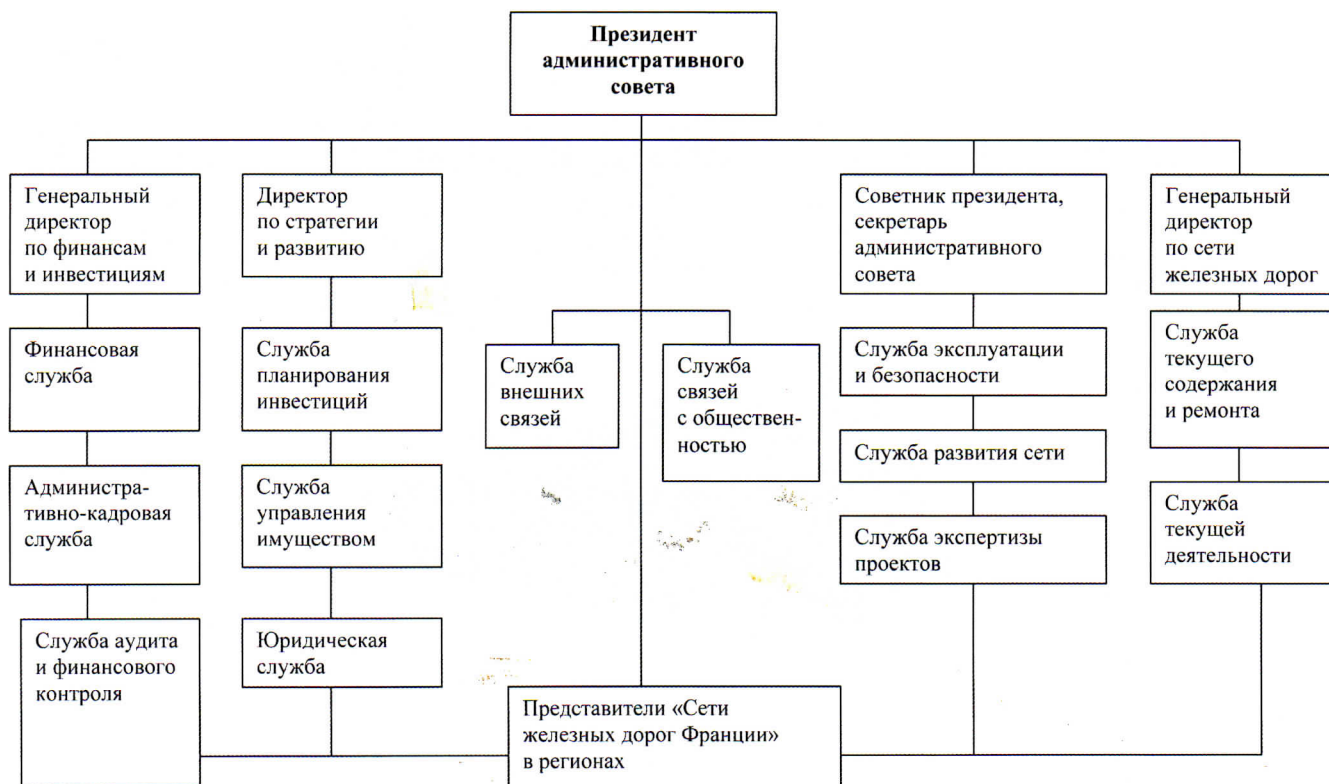 Президент
административного
совета
Генеральный
директор
по финансам
и инвестициям
Финансовая
служба
Администра-
тивно-кадровая
служба
Служба аудита
и финансового
контроля
Директор
по стратегии
и развитию
Служба
планирования
инвестиций
Служба
управления
имуществом
Юридическая
служба
Служба
внешних
связей
Служба
связей
с обществен-
ностью
Представители «Сети
железных дорог Франции»
в регионах
Советник президента,
секретарь
административного
совета
Служба эксплуатации
и безопасности
Служба развития сети
Служба экспертизы
проектов
Генеральный
директор
по сети
железных дорог
Служба
текущего
содержания
и ремонта
Служба
текущей
деятельности